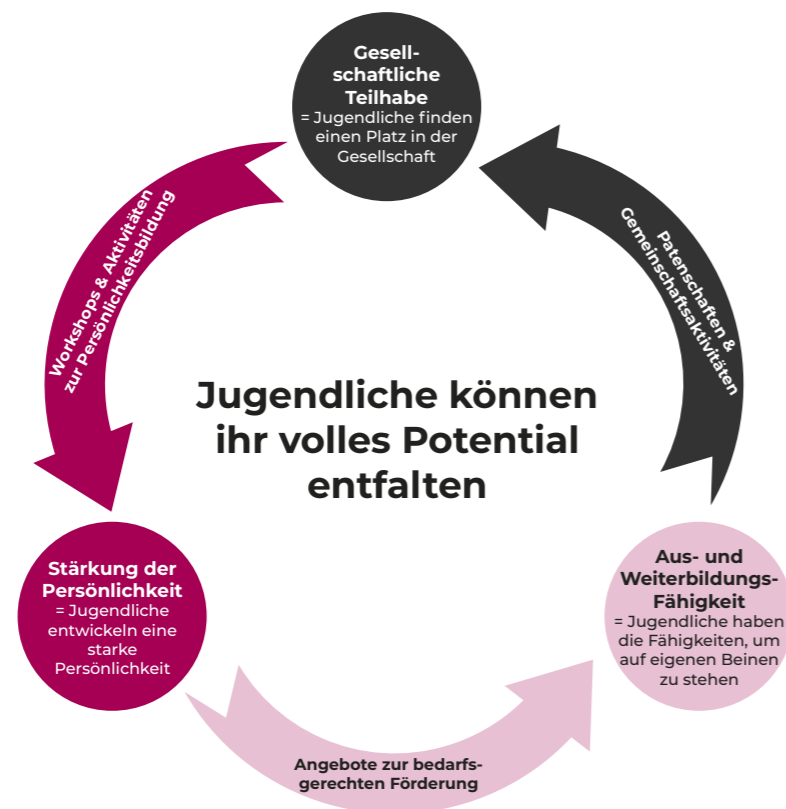 Gesell-
schaftliche
Teilhabe
= Jugendliche finden
einen Platz in der
Gesellschaft
Workshops & Aktivitäten
zur Persönlichkeitsbildung
Patenschaften &
Gemeinschaftsaktivitäten
Jugendliche können
ihr volles Potential
entfalten
Stärkung der
Persönlichkeit
= Jugendliche
entwickeln eine
starke
Persönlichkeit
Aus- und
Weiterbildungs-
Fähigkeit
= Jugendliche haben
die Fähigkeiten, um
auf eigenen Beinen
zu stehen
Angebote zur bedarfs-
gerechten Förderung